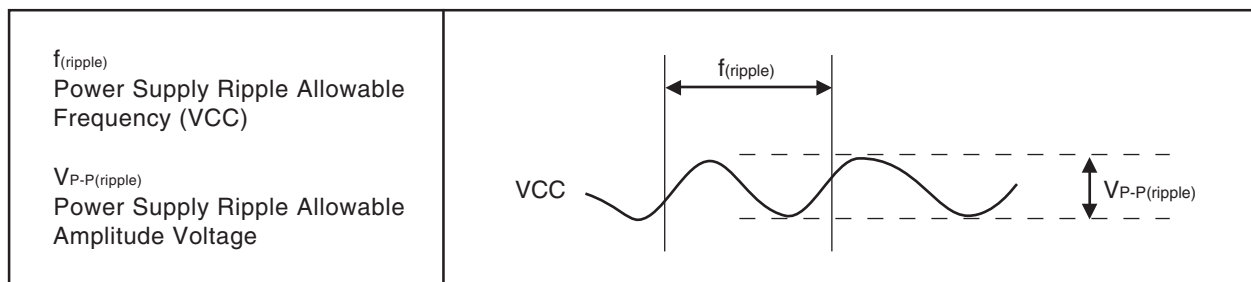 f(ripple)
Power Supply Ripple Allowable
Frequency (VCC)
VP-P(ripple)
Power Supply Ripple Allowable
Amplitude Voltage
f(ripple)
VCC
VP-P(ripple)